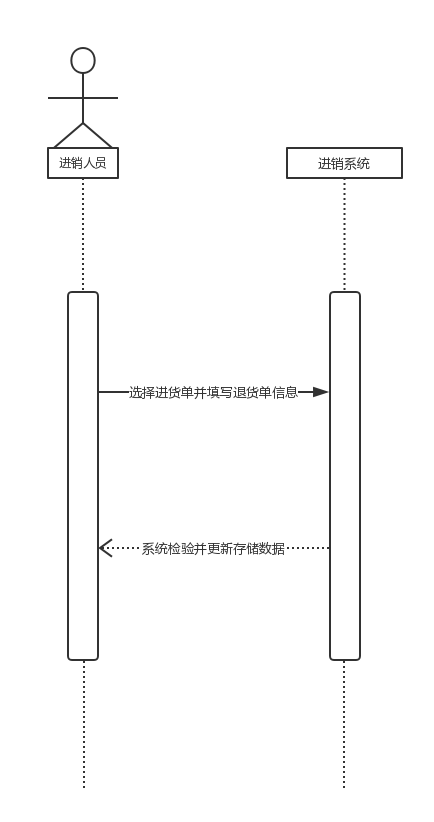 进销人员
进销系统
选择进货单并填写退货单信息
系统检验并更新存储数据